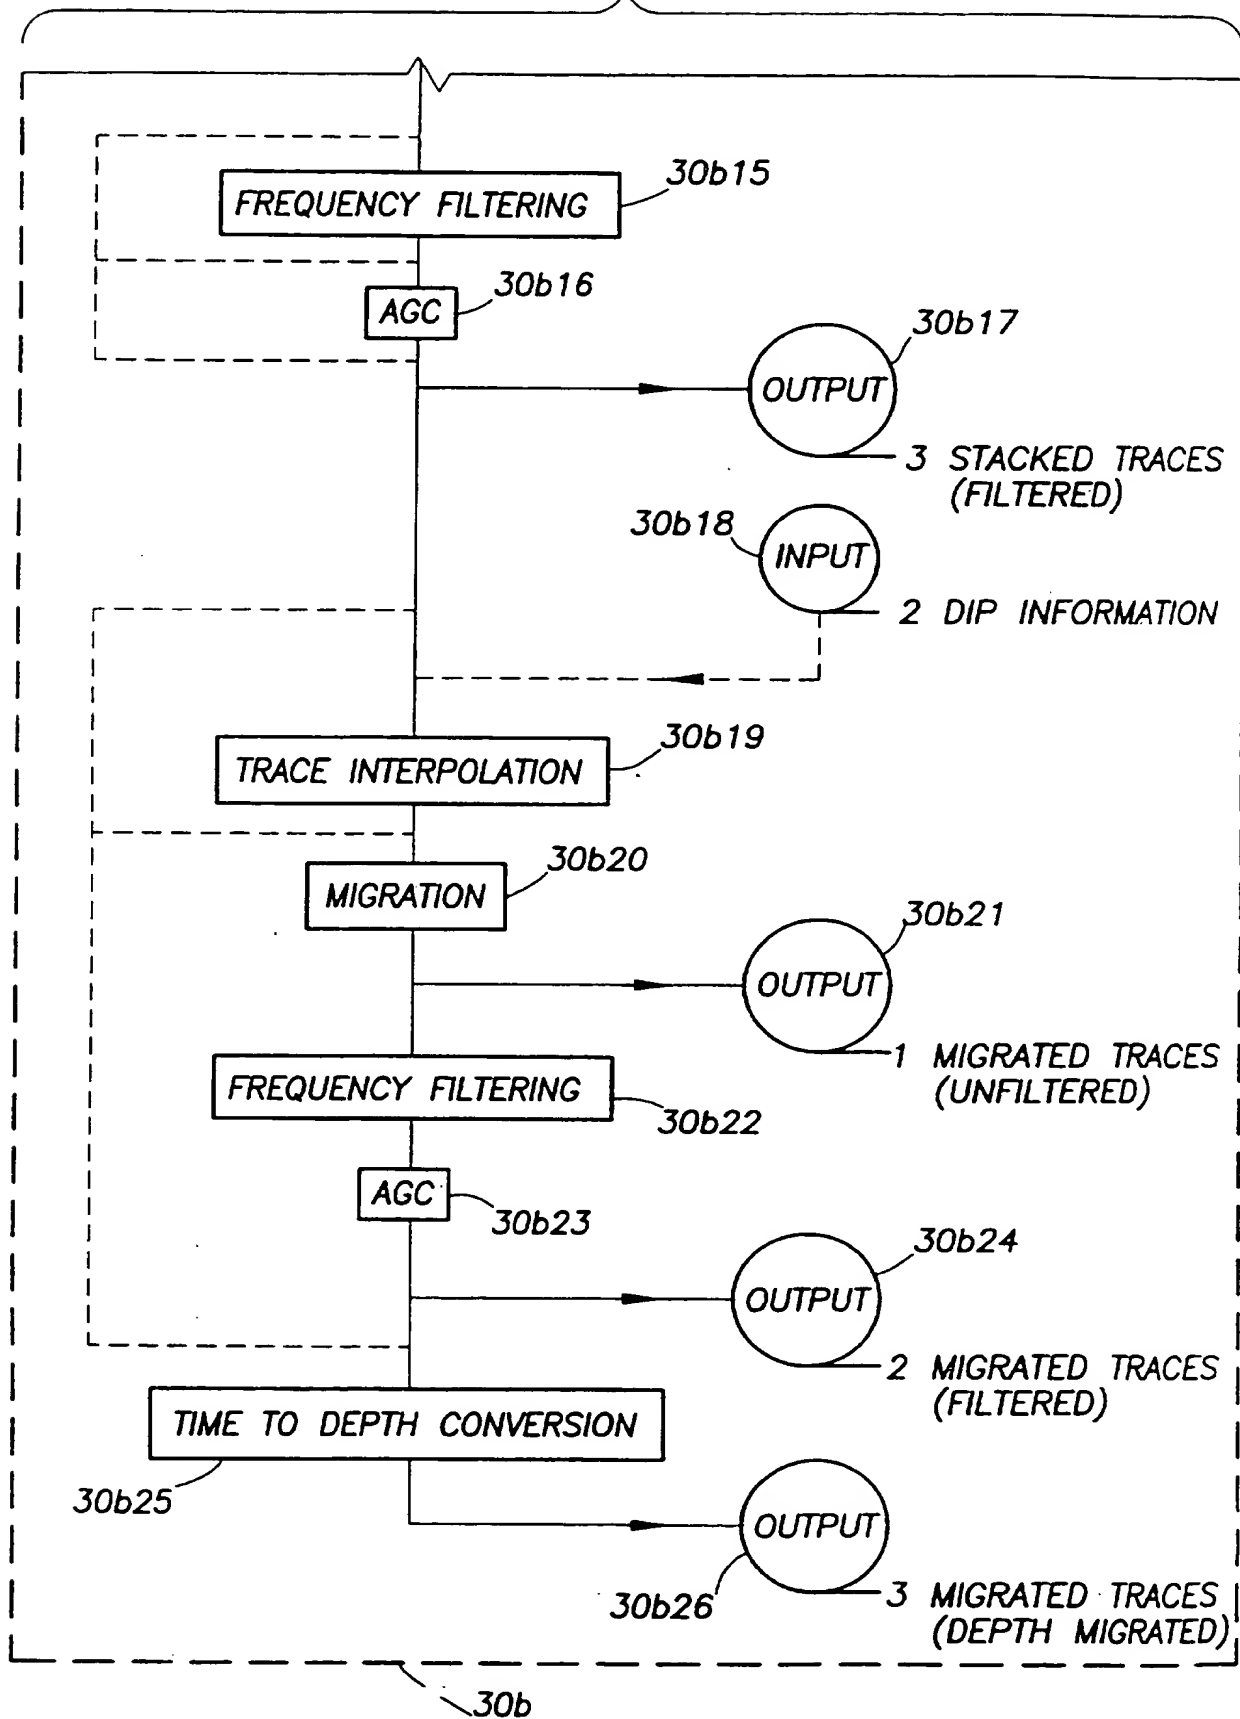 30b15
FREQUENCY FILTERING
30b16
AGC
30b17
OUTPUT
3 STACKED TRACES
(FILTERED)
30b18
INPUT
2 DIP INFORMATION
30b19
TRACE INTERPOLATION
30b20
MIGRATION
30b21
OUTPUT
1 MIGRATED TRACES
(UNFILTERED)
FREQUENCY FILTERING
30b22
AGC
30b23
30b24
OUTPUT
2 MIGRATED TRACES
(FILTERED)
TIME TO DEPTH CONVERSION
30b25
OUTPUT
30b26
3 MIGRATED TRACES
(DEPTH MIGRATED)
30b